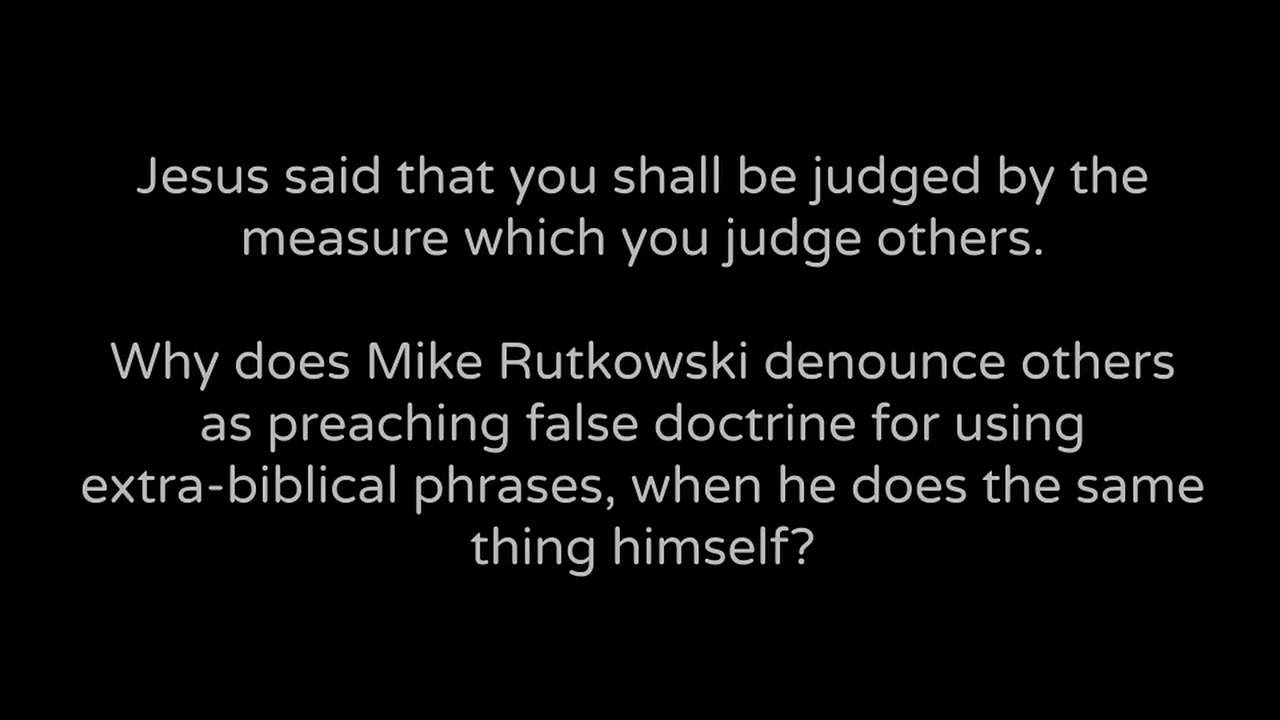 Jesus said that you shall be judged by the
measure which you judge others.
Why does Mike Rutkowski denounce others
as preaching false doctrine for using
extra-biblical phrases, when he does the same
thing himself?